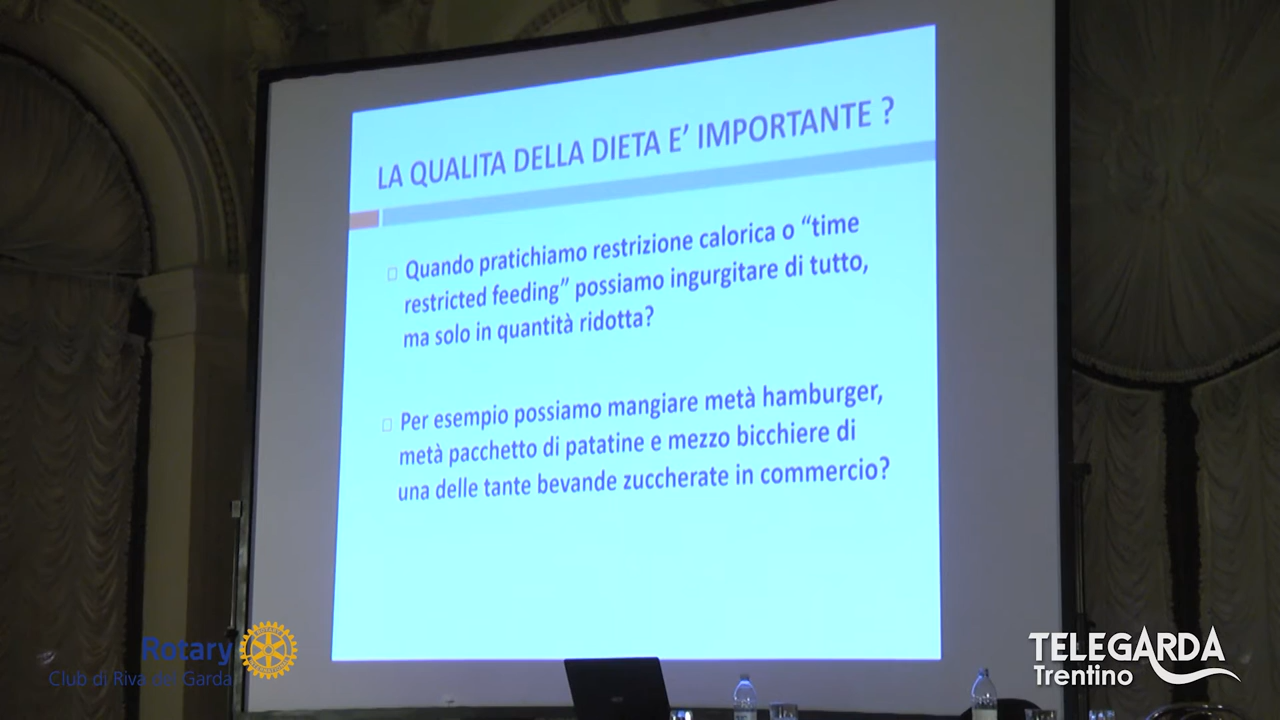 LA QUALITA DELLA DIETA E’ IMPORTANTE ?
Quando pratichiamo restrizione calorica o “time
restricted feeding” possiamo ingurgitare di tutto,
ma solo in quantità ridotta?
Per esempio possiamo mangiare metà hamburger,
metà pacchetto di patatine e mezzo bicchiere di
una delle tante bevande zuccherate in commercio?
Rotary
Club di Riva del Garda
TELEGARDA
Trentino